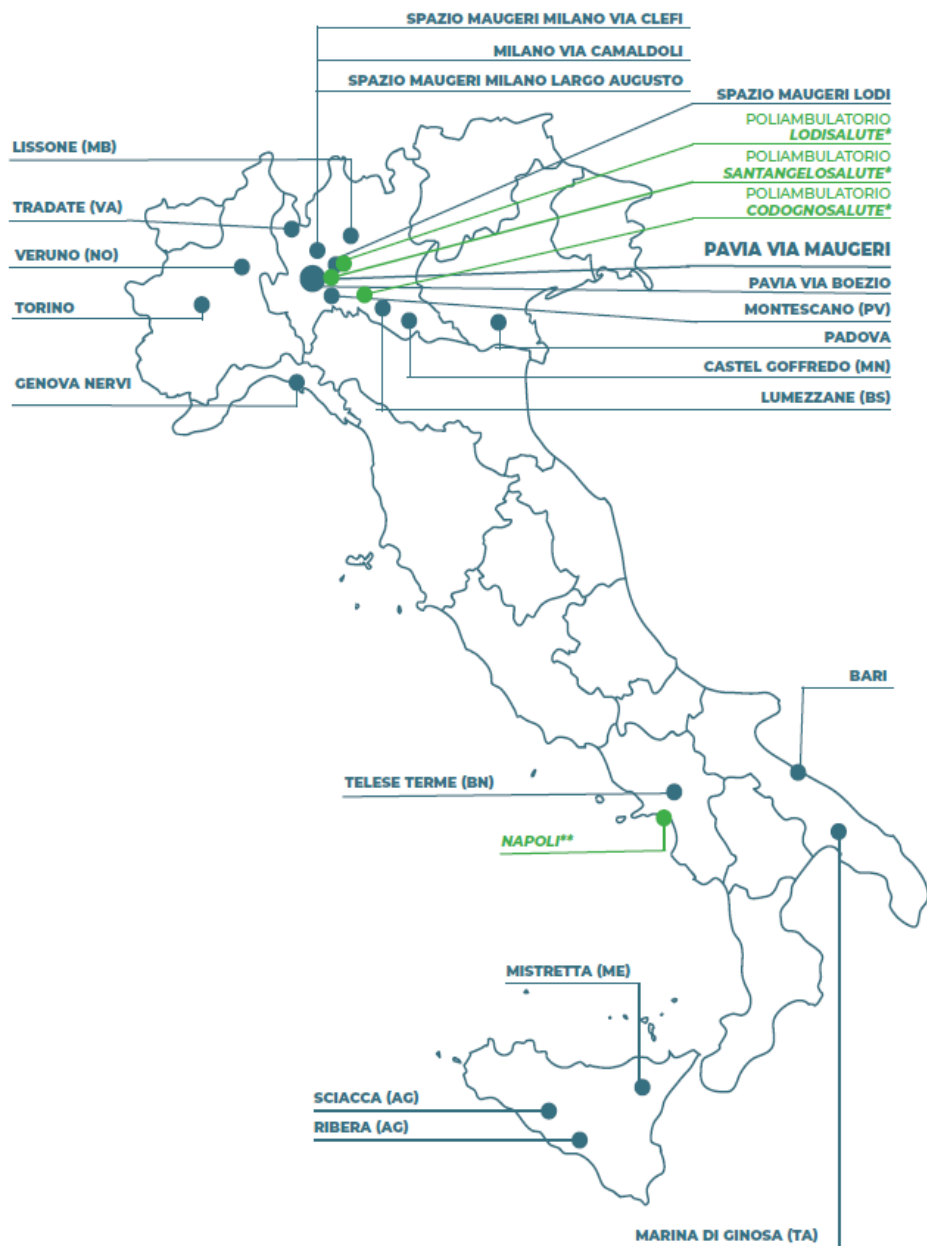 SPAZIO MAUGERI MILANO VIA CLEFI
MILANO VIA CAMALDOLI
SPAZIO MAUGERI MILANO LARGO AUGUSTO
SPAZIO MAUGERI LODI
POLIAMBULATORIO
LODISALUTE*
POLIAMBULATORIO
SANTANGELOSALUTE*
POLIAMBULATORIO
CODOGNOSALUTE*
LISSONE (MB)
TRADATE (VA)
VERUNO (NO)
TORINO
GENOVA NERVI
PAVIA VIA MAUGERI
PAVIA VIA BOEZIO
MONTESCANO (PV)
PADOVA
CASTEL GOFFREDO (MN)
LUMEZZANE (BS)
BARI
TELESE TERME (BN)
NAPOLI**
MISTRETTA (ME)
SCIACCA (AG)
RIBERA (AG)
MARINA DI GINOSA (TA)